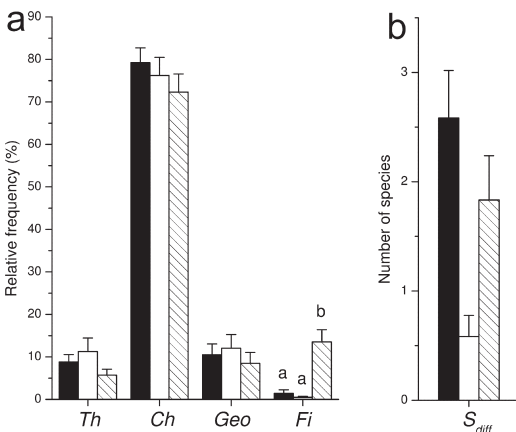 a
b
Relative frequency (%)
90
80
70
60
50
40
30
20
10
0
a
a
b
Th
Ch
Geo
Fi
Number of species
3
2
1
0
S diff